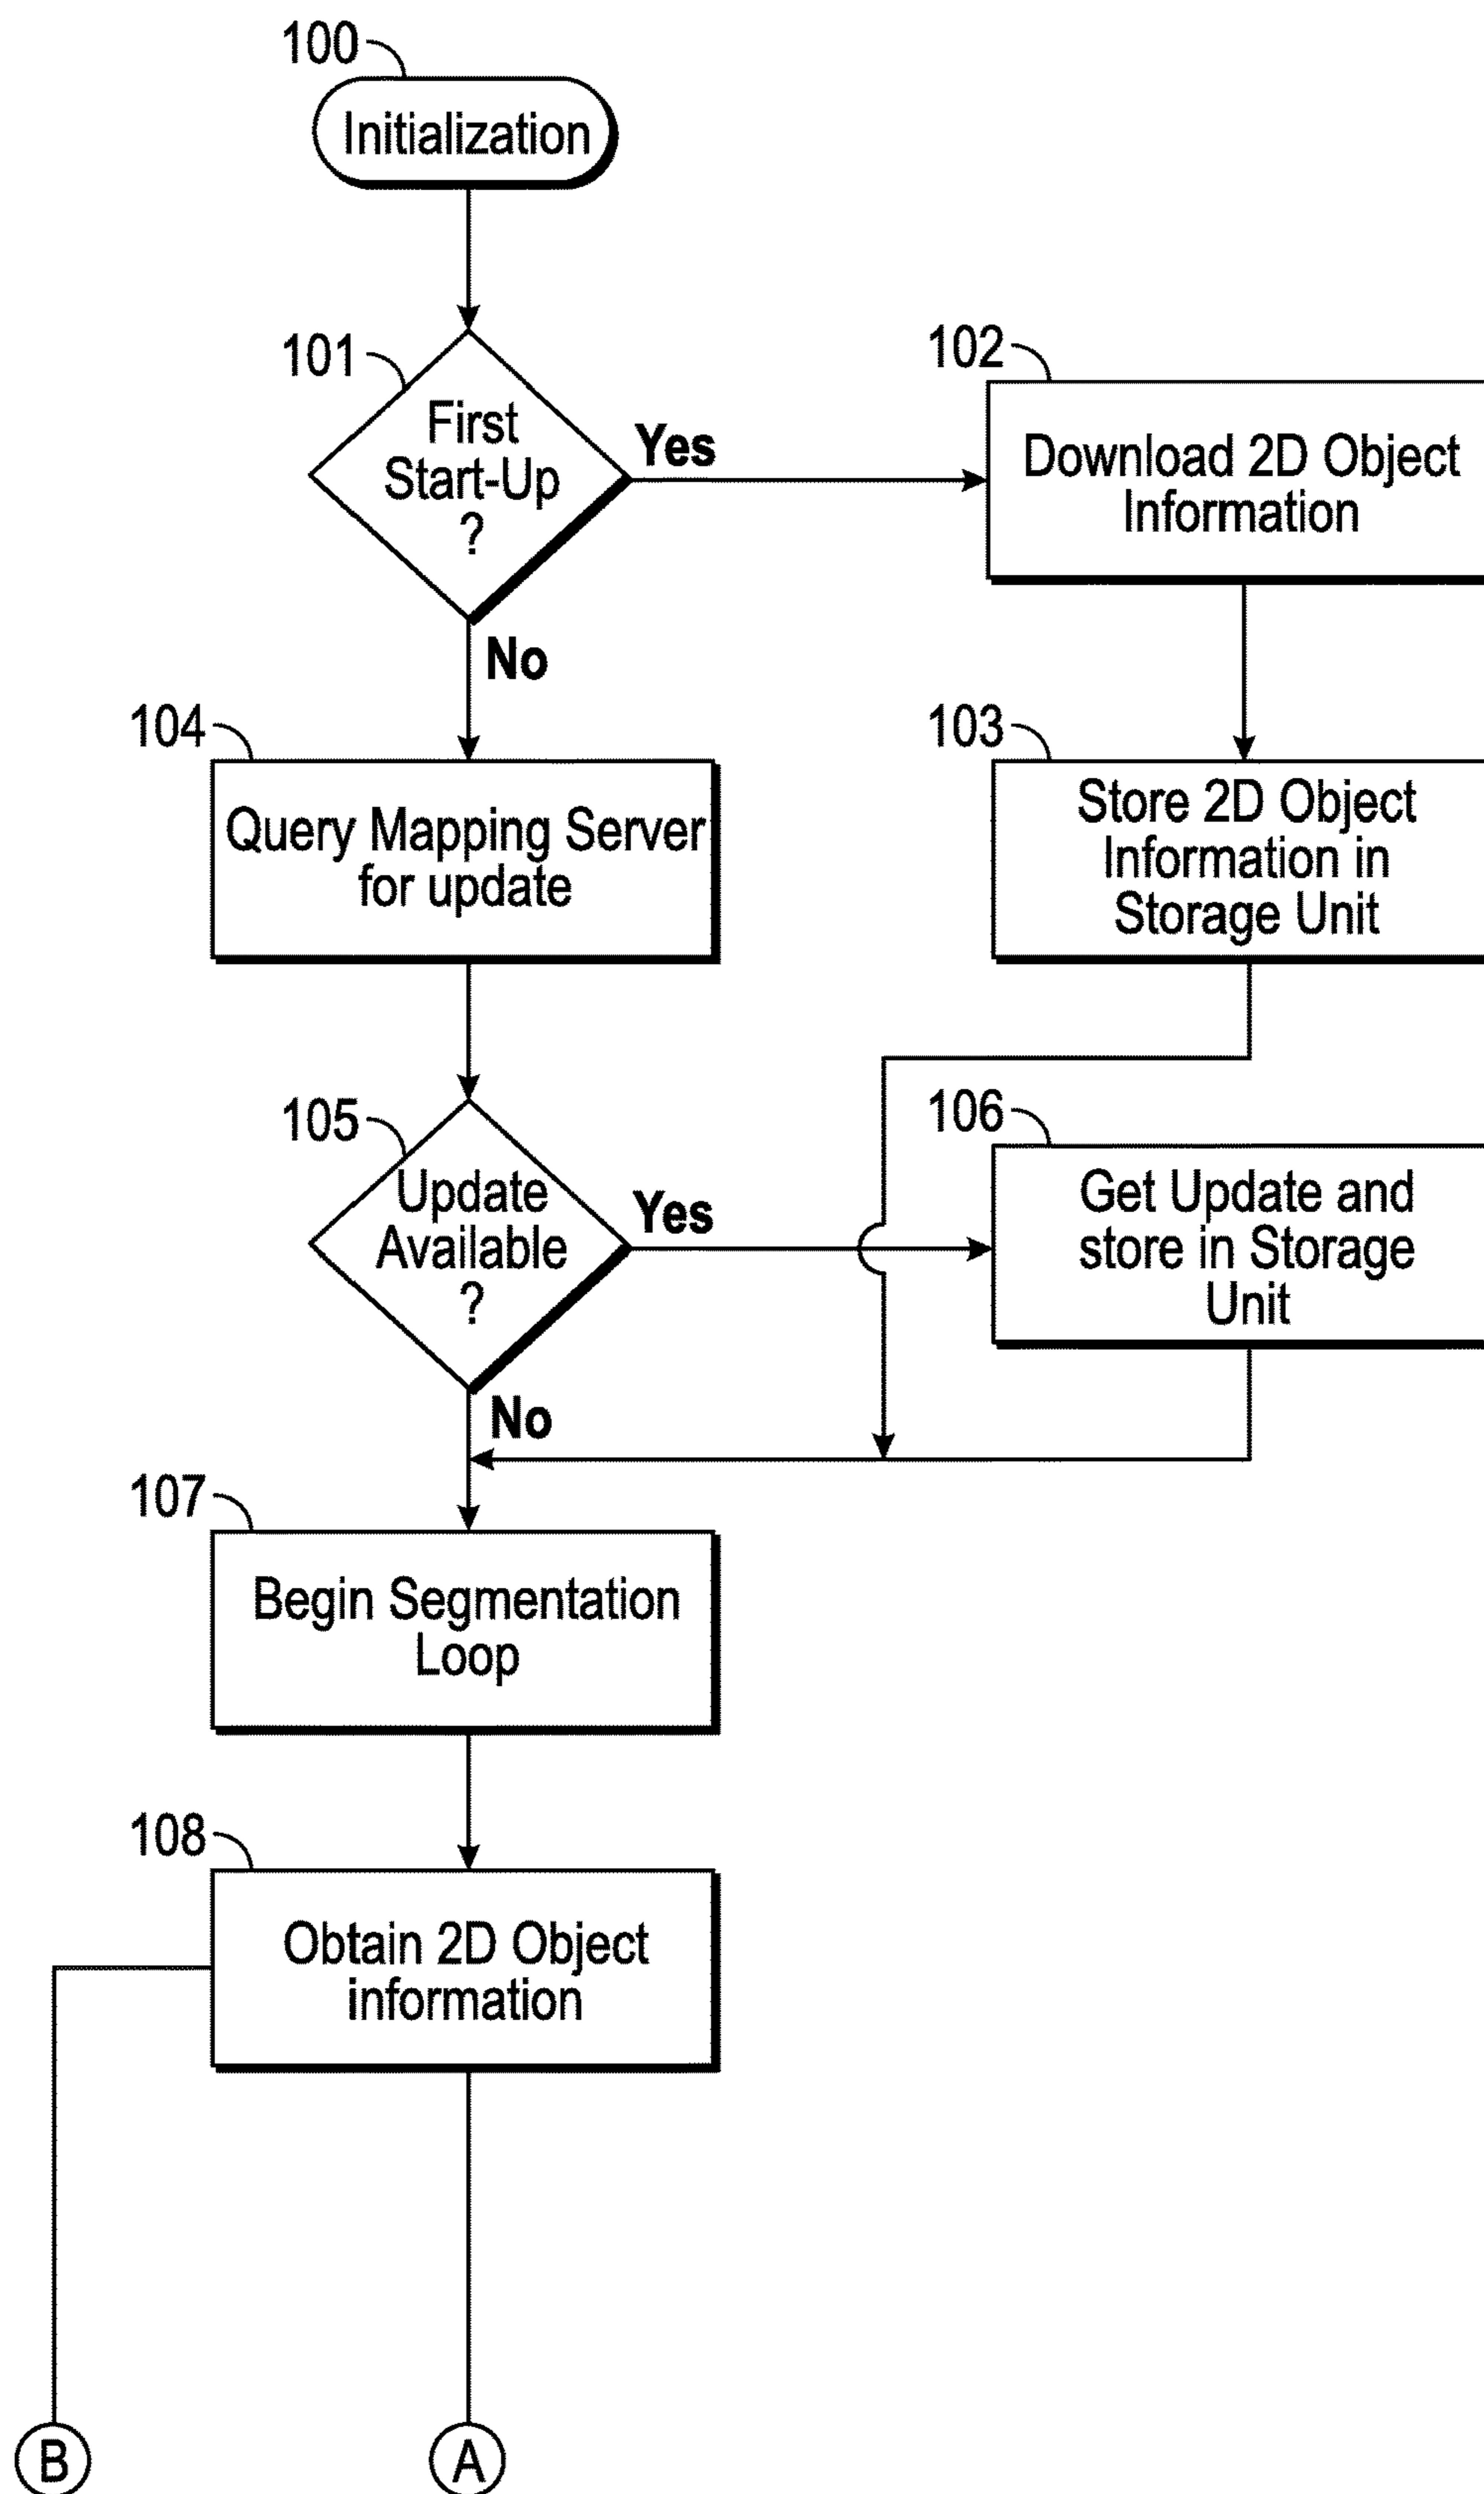 100
Initialization
101
First
Start-Up
?
Yes
No
102
Download 2D Object
Information
104
Query Mapping Server
for update
103
Store 2D Object
Information in
Storage Unit
105
Update
Available
?
Yes
No
106
Get Update and
store in Storage
Unit
107
Begin Segmentation
Loop
108
Obtain 2D Object
information
B
A